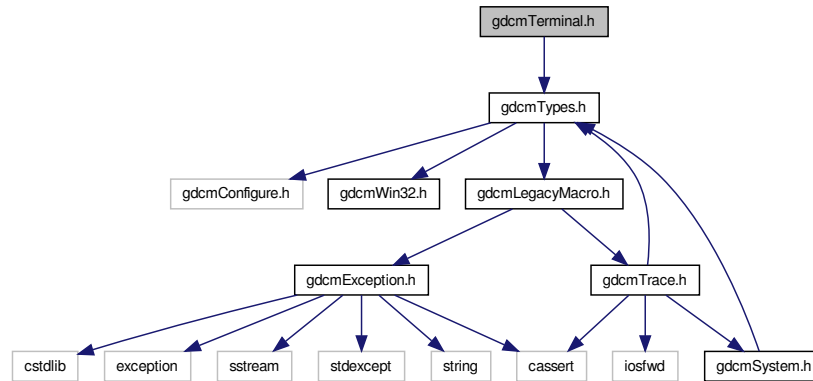 gdcmTerminal.h
gdcmTypes.h
gdcmConfigure.h
gdcmWin32.h
gdcmLegacyMacro.h
gdcmException.h
gdcmTrace.h
cstdlib
exception
sstream
stdexcept
string
cassert
iosfwd
gdcmSystem.h